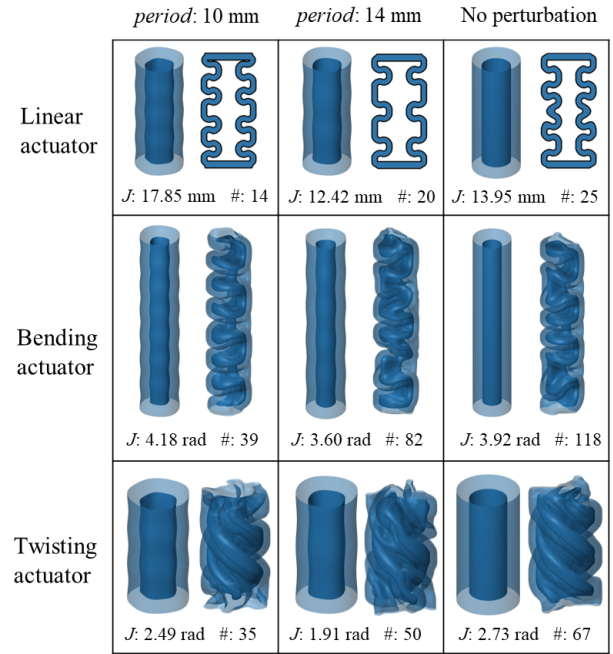 period: 10 mm period: 14 mm No perturbation
Linear
actuator
J: 17.85 mm #: 14 J: 12.42 mm #: 20 J: 13.95 mm #: 25
Bending
actuator
J: 4.18 rad #: 39 J: 3.60 rad #: 82 J: 3.92 rad #: 118
Twisting
actuator
J: 2.49 rad #: 35 J: 1.91 rad #: 50 J: 2.73 rad #: 67